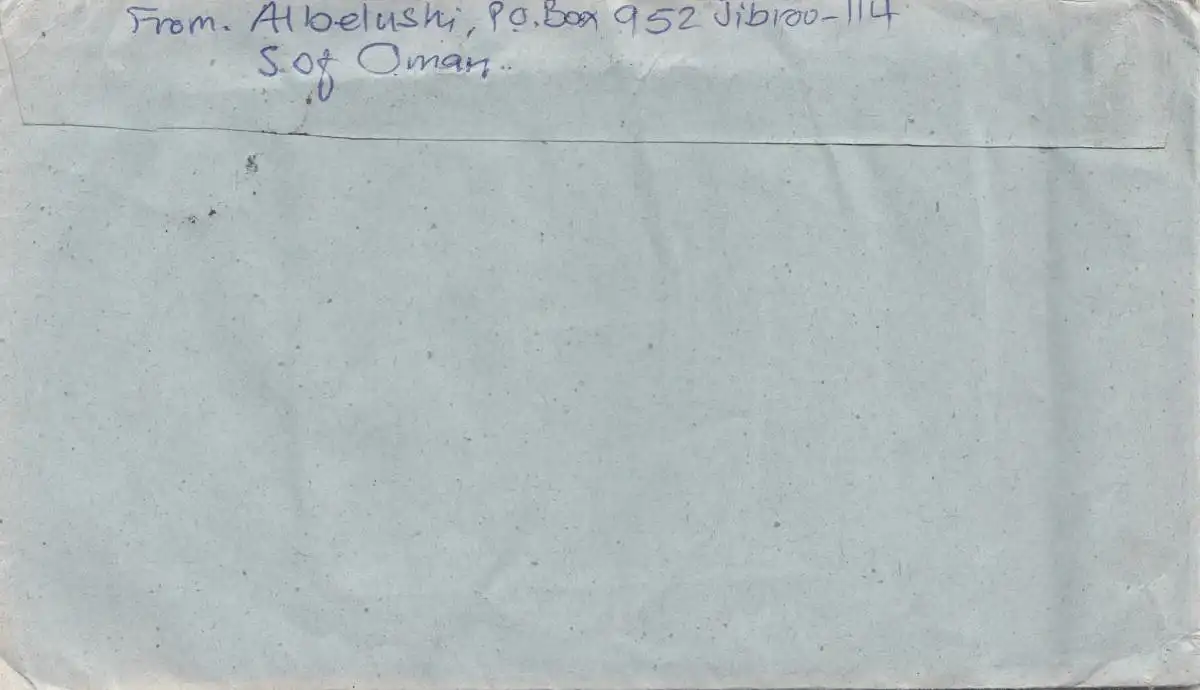 From. Albelushi, P.O.Box 952 Jibroo-114
S.of Oman..